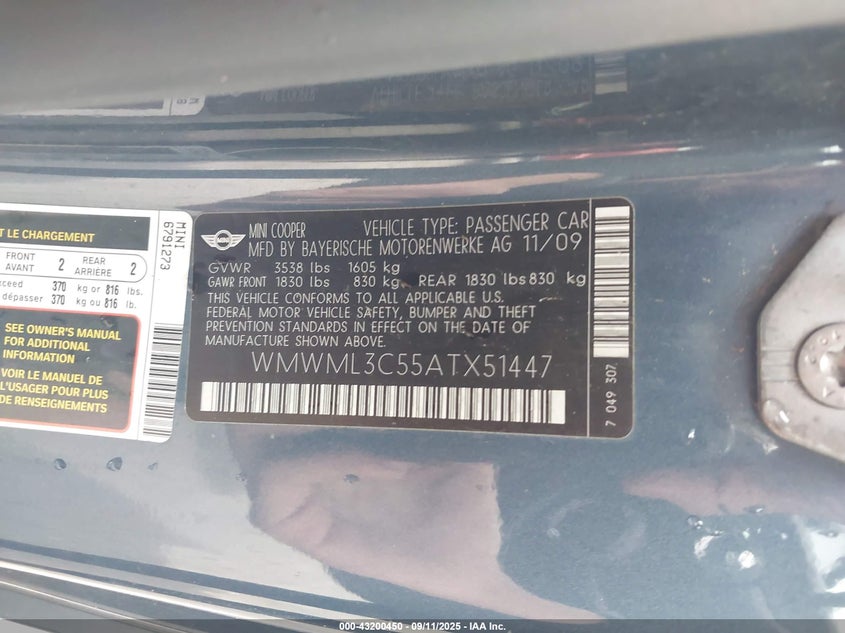 T LE CHARGEMENT
FRONT
AVANT
2
REAR
ARRIÈRE
2
xceed 370 kg or 816 lbs.
dépasser 370 kg ou 816 lb.
SEE OWNER'S MANUAL
FOR ADDITIONAL
INFORMATION
VOIR LE MANUEL DE
L'USAGER POUR PLUS
DE RENSEIGNEMENTS
MINI
6791273
MINI
MINI COOPER VEHICLE TYPE: PASSENGER CAR
MFD BY BAYERISCHE MOTORENWERKE AG 11/09
GVWR 3538 lbs 1605 kg
GAWR FRONT 1830 lbs 830 kg REAR 1830 lbs 830 kg
THIS VEHICLE CONFORMS TO ALL APPLICABLE U.S.
FEDERAL MOTOR VEHICLE SAFETY, BUMPER AND THEFT
PREVENTION STANDARDS IN EFFECT ON THE DATE OF
MANUFACTURE SHOWN ABOVE.
WMWML3C55ATX51447
7 049 307
000-43200450 - 09/11/2025 - IAA Inc.